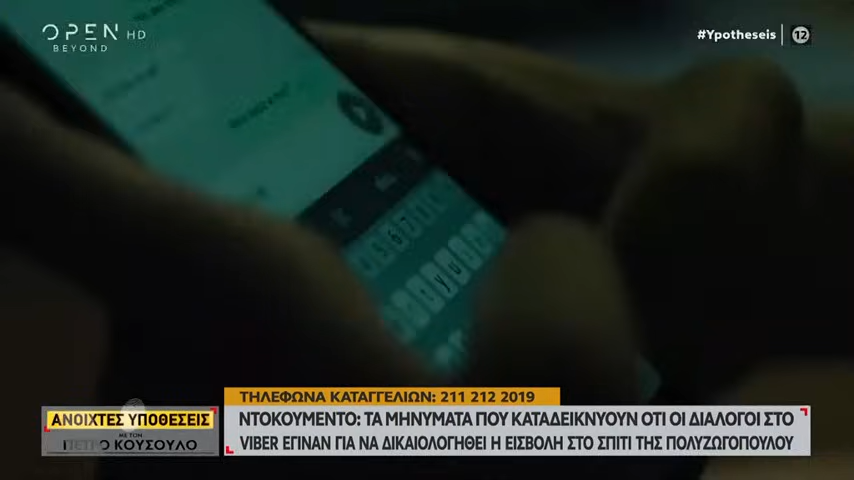 OPEN HD
BEYOND
#Ypotheseis
12
ΤΗΛΕΦΩΝΑ ΚΑΤΑΓΓΕΛΙΩΝ: 211 212 2019
ΑΝΟΙΧΤΕΣ ΥΠΟΘΕΣΕΙΣ
ΜΕ ΤΟΝ
ΠΕΤΡΟ ΚΟΥΣΟΥΛΟ
ΝΤΟΚΟΥΜΕΝΤΟ: ΤΑ ΜΗΝΥΜΑΤΑ ΠΟΥ ΚΑΤΑΔΕΙΚΝΥΟΥΝ ΟΤΙ ΟΙ ΔΙΑΛΟΓΟΙ ΣΤΟ
VIBER ΕΓΙΝΑΝ ΓΙΑ ΝΑ ΔΙΚΑΙΟΛΟΓΗΘΕΙ Η ΕΙΣΒΟΛΗ ΣΤΟ ΣΠΙΤΙ ΤΗΣ ΠΟΛΥΖΩΓΟΠΟΥΛΟΥ